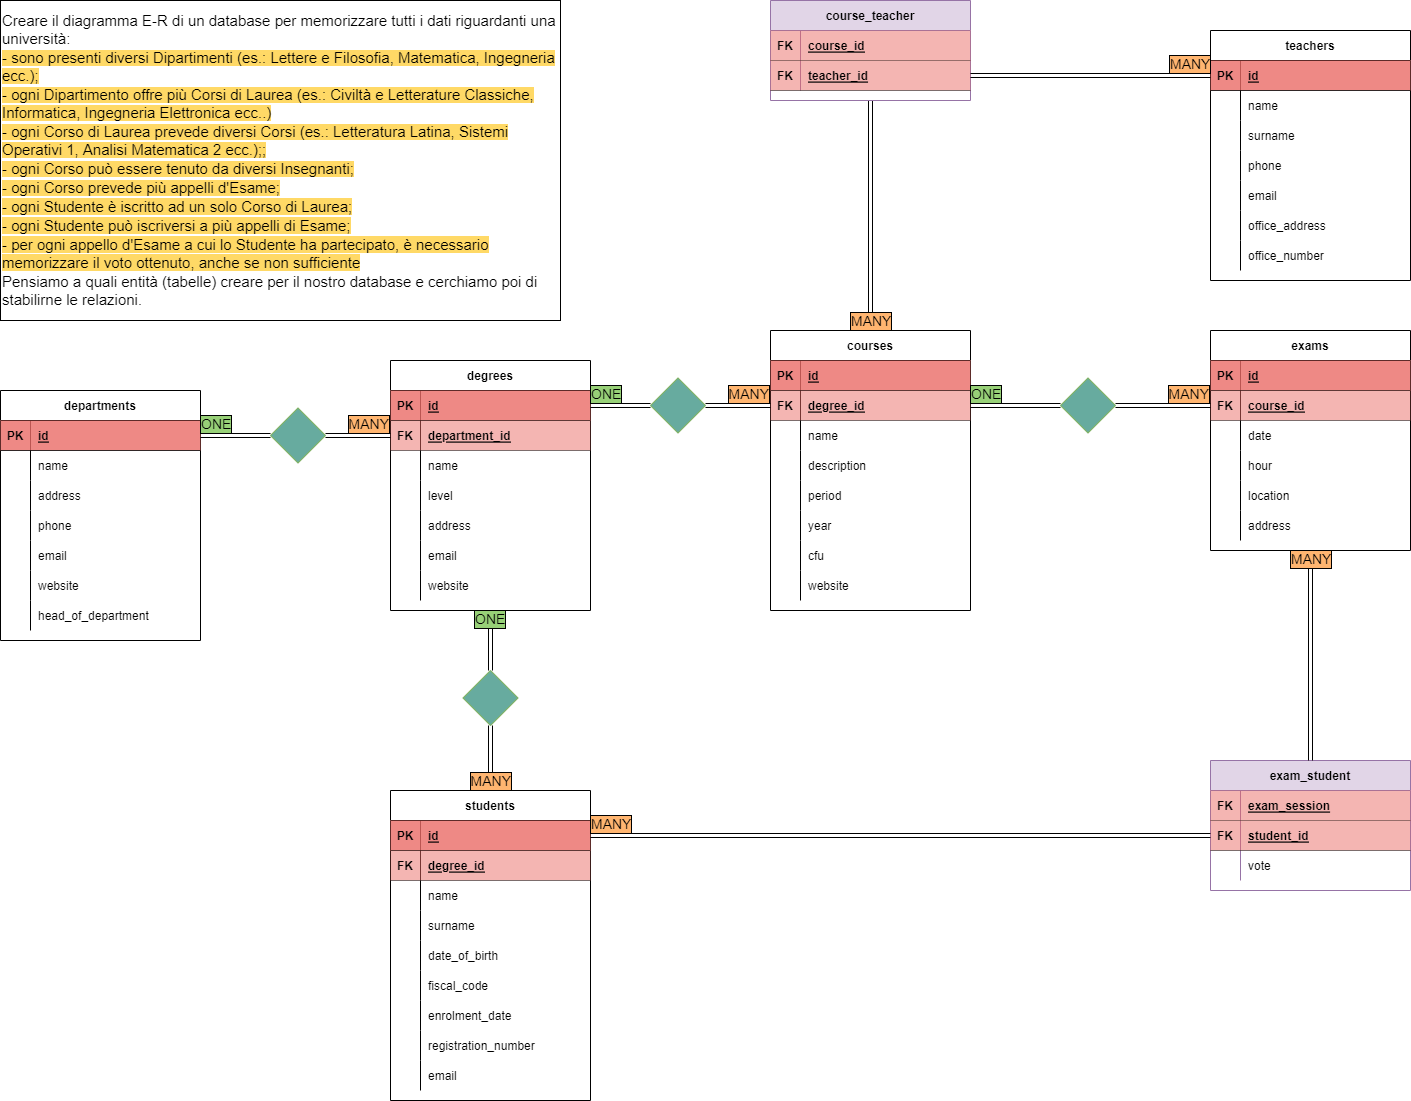 Creare il diagramma E-R di un database per memorizzare tutti i dati riguardanti una
università:
- sono presenti diversi Dipartimenti (es.: Lettere e Filosofia, Matematica, Ingegneria
ecc.);
- ogni Dipartimento offre più Corsi di Laurea (es.: Civiltà e Letterature Classiche,
Informatica, Ingegneria Elettronica ecc..)
- ogni Corso di Laurea prevede diversi Corsi (es.: Letteratura Latina, Sistemi
Operativi 1, Analisi Matematica 2 ecc.);;
- ogni Corso può essere tenuto da diversi Insegnanti;
- ogni Corso prevede più appelli d'Esame;
- ogni Studente è iscritto ad un solo Corso di Laurea;
- ogni Studente può iscriversi a più appelli di Esame;
- per ogni appello d'Esame a cui lo Studente ha partecipato, è necessario
memorizzare il voto ottenuto, anche se non sufficiente
Pensiamo a quali entità (tabelle) creare per il nostro database e cerchiamo poi di
stabilirne le relazioni.
course_teacher
FK course_id
FK teacher_id
MANY
MANY
teachers
PK id
name
surname
phone
email
office_address
office_number
departments
PK id
name
address
phone
email
website
head_of_department
ONE
MANY
degrees
PK id
FK department_id
name
level
address
email
website
ONE
MANY
ONE
MANY
courses
PK id
FK degree_id
name
description
period
year
cfu
website
ONE
MANY
exams
PK id
FK course_id
date
hour
location
address
MANY
students
PK id
FK degree_id
name
surname
date_of_birth
fiscal_code
enrolment_date
registration_number
email
MANY
exam_student
FK exam_session
FK student_id
vote